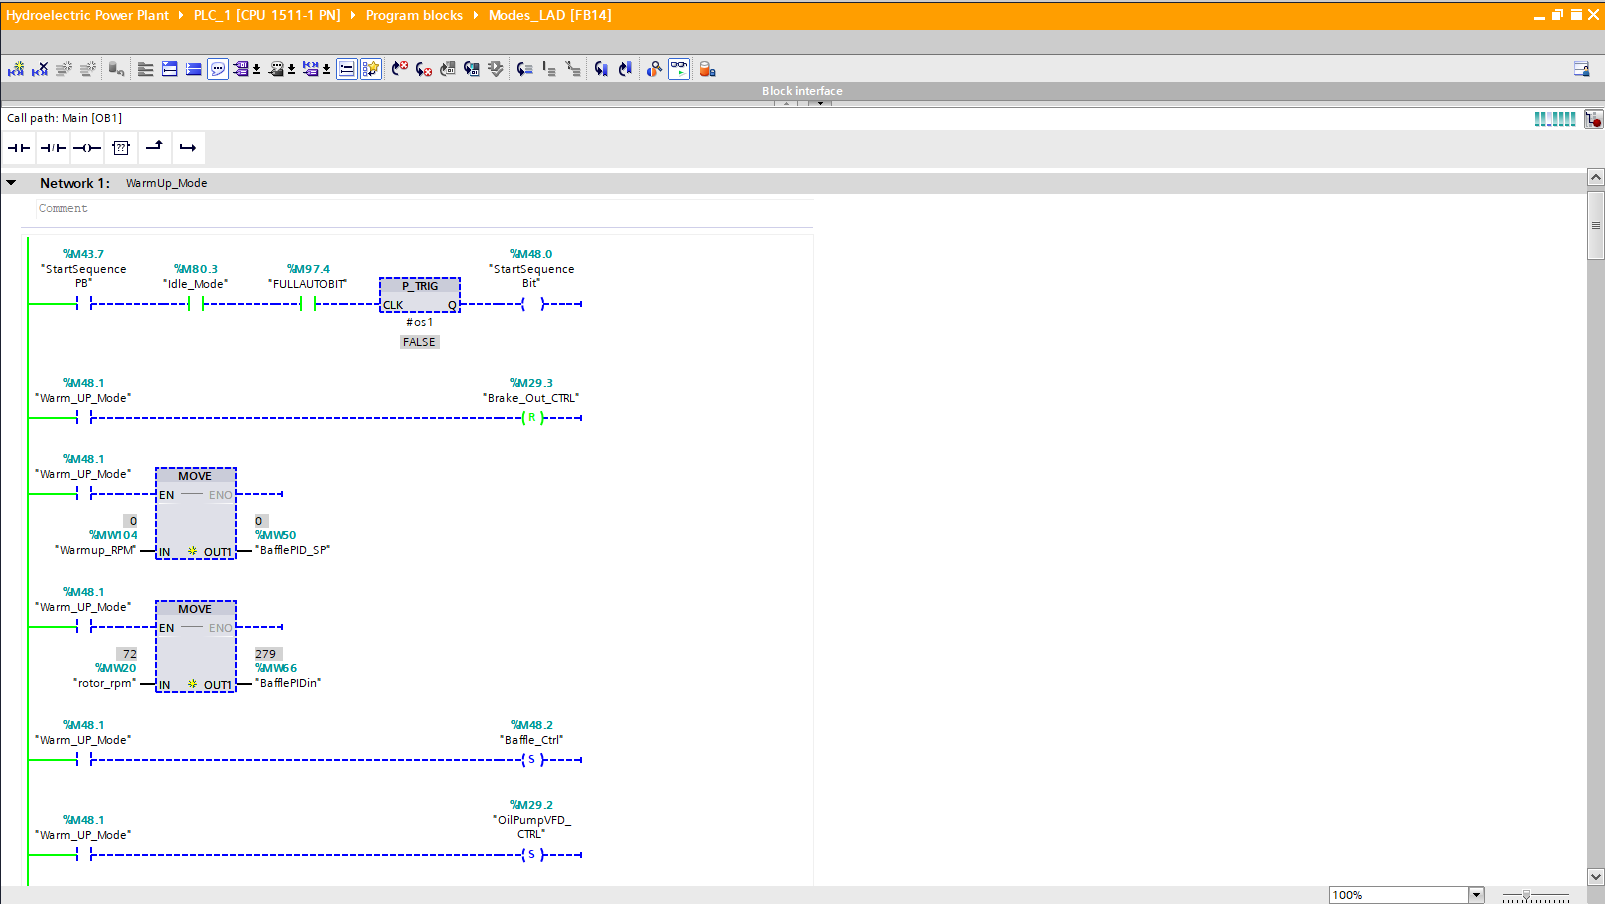 Hydroelectric Power Plant PLC_1 [CPU 1511-1 PN] Program blocks Modes_LAD [FB14]
Block interface
Call path: Main [OB1]
??
Network 1: WarmUp_Mode
Comment
%M43.7 %M48.0
"StartSequence %M80.3 %M97.4 "StartSequence
PB" "Idle_Mode" "FULLAUTOBIT" P_TRIG Bit"
CLK Q
#os1
FALSE
%M48.1 %M29.3
"Warm_UP_Mode" "Brake_Out_CTRL"
R
%M48.1
"Warm_UP_Mode" MOVE
EN ENO
0 0
%MW104 %MW50
"Warmup_RPM" IN OUT1 "BafflePID_SP"
%M48.1
"Warm_UP_Mode" MOVE
EN ENO
72 279
%MW20 %MW66
"rotor_rpm" IN OUT1 "BafflePIDin"
%M48.1 %M48.2
"Warm_UP_Mode" "Baffle_Ctrl"
S
%M29.2
%M48.1 "OilPumpVFD_
"Warm_UP_Mode" CTRL"
S
100%